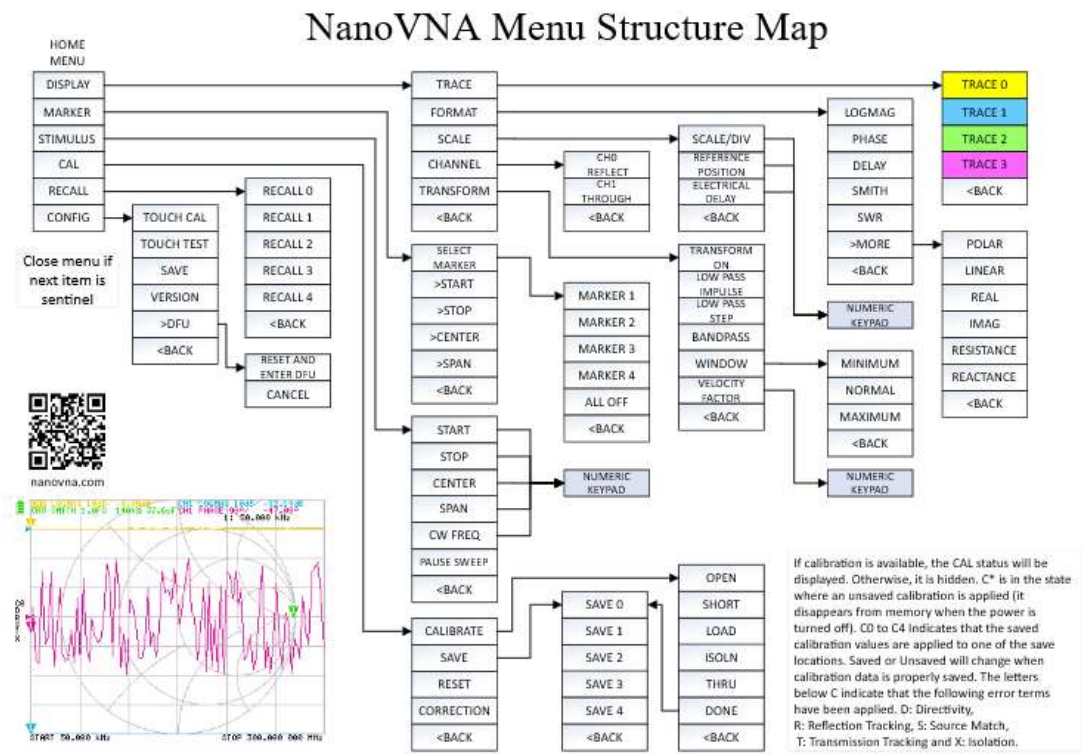 NanoVNA Menu Structure Map
HOME
MENU
DISPLAY
MARKER
STIMULUS
CAL
RECALL
CONFIG
Close menu if
next item is
sentinel
TOUCH CAL
TOUCH TEST
SAVE
VERSION
>DFU
<BACK
RECALL 0
RECALL 1
RECALL 2
RECALL 3
RECALL 4
<BACK
RESET AND
ENTER DFU
CANCEL
TRACE
FORMAT
SCALE
CHANNEL
TRANSFORM
<BACK
SELECT
MARKER
>START
>STOP
>CENTER
>SPAN
<BACK
START
STOP
CENTER
SPAN
CW FREQ
PAUSE SWEEP
<BACK
CALIBRATE
SAVE
RESET
CORRECTION
<BACK
CH0
REFLECT
CH1
THROUGH
<BACK
MARKER 1
MARKER 2
MARKER 3
MARKER 4
ALL OFF
<BACK
NUMERIC
KEYPAD
SAVE 0
SAVE 1
SAVE 2
SAVE 3
SAVE 4
<BACK
SCALE/DIV
REFERENCE
POSITION
ELECTRICAL
DELAY
<BACK
TRANSFORM
ON
LOW PASS
IMPULSE
LOW PASS
STEP
BANDPASS
WINDOW
VELOCITY
FACTOR
<BACK
OPEN
SHORT
LOAD
ISOLN
THRU
DONE
<BACK
LOGMAG
PHASE
DELAY
SMITH
SWR
>MORE
<BACK
NUMERIC
KEYPAD
MINIMUM
NORMAL
MAXIMUM
<BACK
NUMERIC
KEYPAD
TRACE 0
TRACE 1
TRACE 2
TRACE 3
<BACK
POLAR
LINEAR
REAL
IMAG
RESISTANCE
REACTANCE
<BACK
nanovna.com
1: 50.000 kHz
START 50.000 kHz
STOP 300.000 000 MHz
If calibration is available, the CAL status will be
displayed. Otherwise, it is hidden. C* is in the state
where an unsaved calibration is applied (it
disappears from memory when the power is
turned off). C0 to C4 Indicates that the saved
calibration values are applied to one of the save
locations. Saved or Unsaved will change when
calibration data is properly saved. The letters
below C indicate that the following error terms
have been applied. D: Directivity,
R: Reflection Tracking, S: Source Match,
T: Transmission Tracking and X: Isolation.